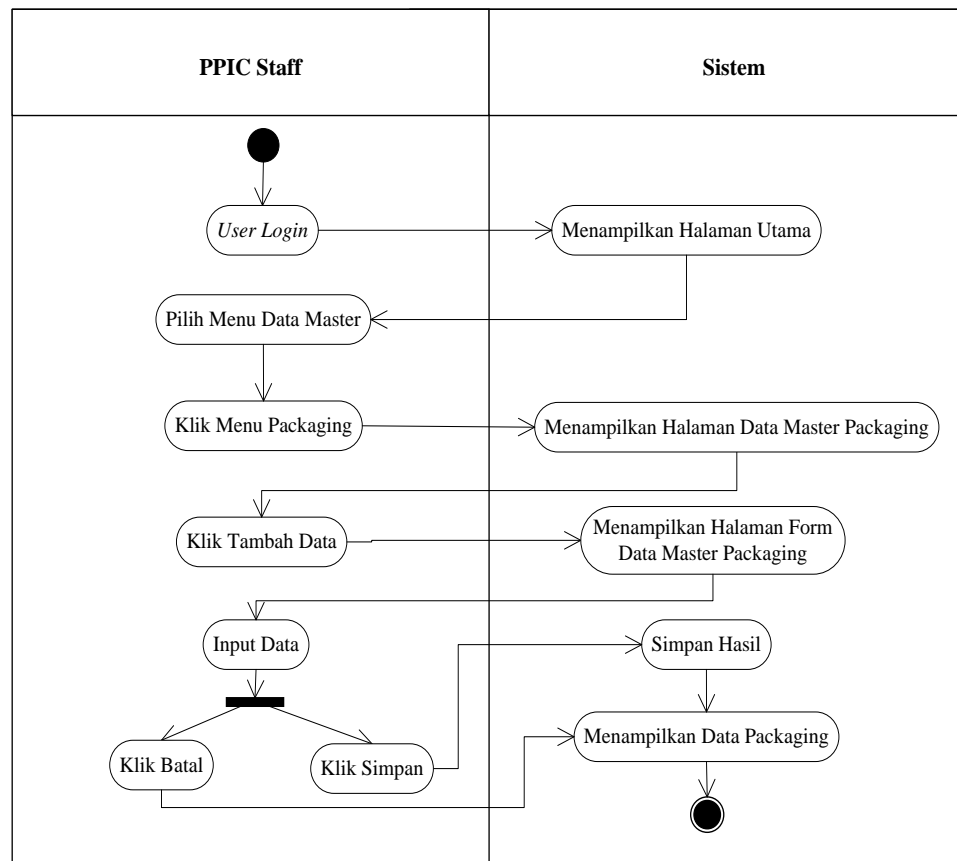 PPIC Staff
Sistem
User Login
Menampilkan Halaman Utama
Pilih Menu Data Master
Klik Menu Packaging
Menampilkan Halaman Data Master Packaging
Klik Tambah Data
Menampilkan Halaman Form
Data Master Packaging
Input Data
Simpan Hasil
Klik Batal
Klik Simpan
Menampilkan Data Packaging